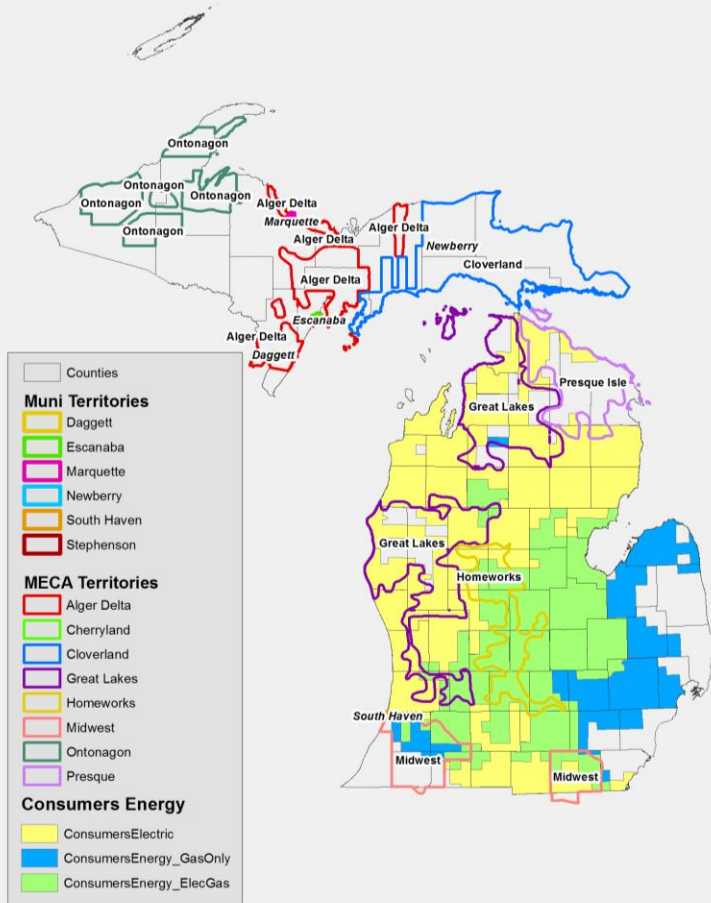 Ontonagon
Ontonagon
Ontonagon
Ontonagon
Ontonagon
Alger Delta
Marquette
Alger Delta
Alger Delta
Newberry
Cloverland
Alger Delta
Escanaba
Alger Delta
Daggett
Presque Isle
Great Lakes
Great Lakes
Homeworks
South Haven
Midwest
Midwest
Counties
Muni Territories
Daggett
Escanaba
Marquette
Newberry
South Haven
Stephenson
MECA Territories
Alger Delta
Cherryland
Cloverland
Great Lakes
Homeworks
Midwest
Ontonagon
Presque
Consumers Energy
ConsumersElectric
ConsumersEnergy_GasOnly
ConsumersEnergy_ElecGas